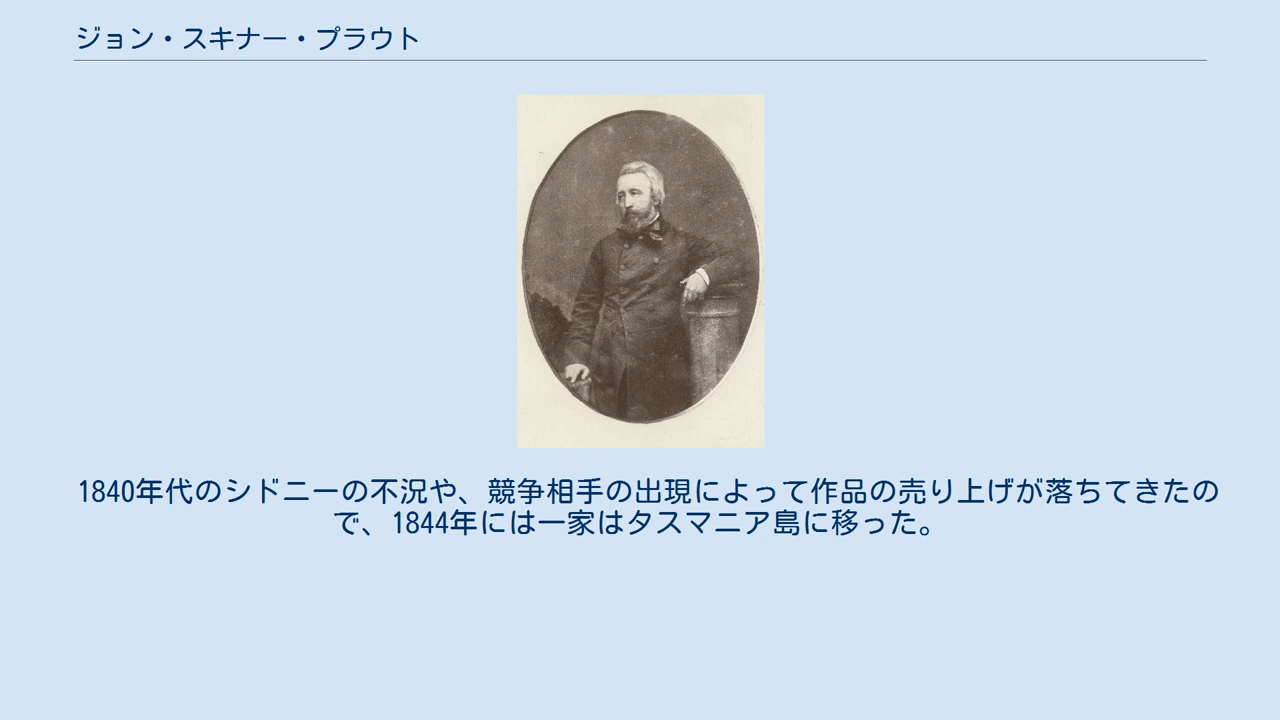 ジョン・スキナー・プラウト
1840年代のシドニーの不況や、競争相手の出現によって作品の売り上げが落ちてきたの
で、1844年には一家はタスマニア島に移った。